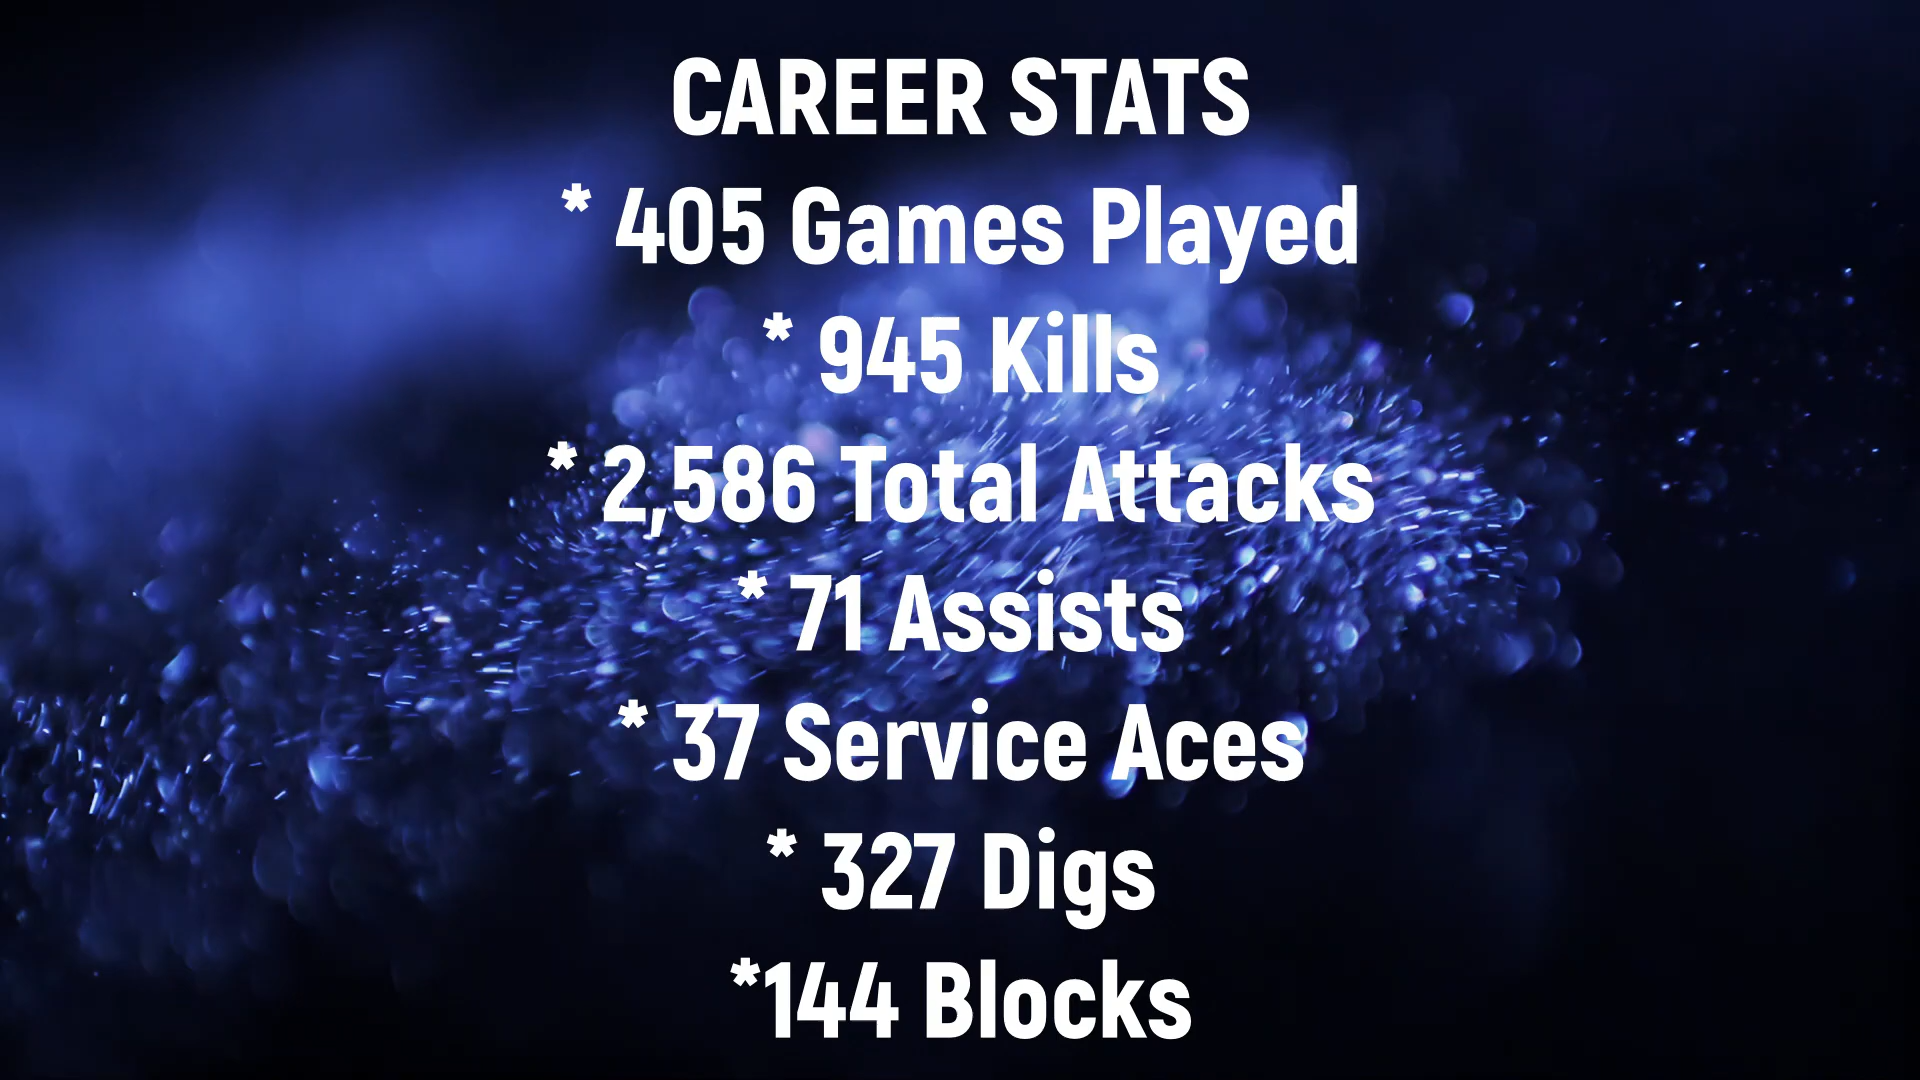 CAREER STATS
* 405 Games Played
* 945 Kills
* 2,586 Total Attacks
* 71 Assists
* 37 Service Aces
* 327 Digs
*144 Blocks